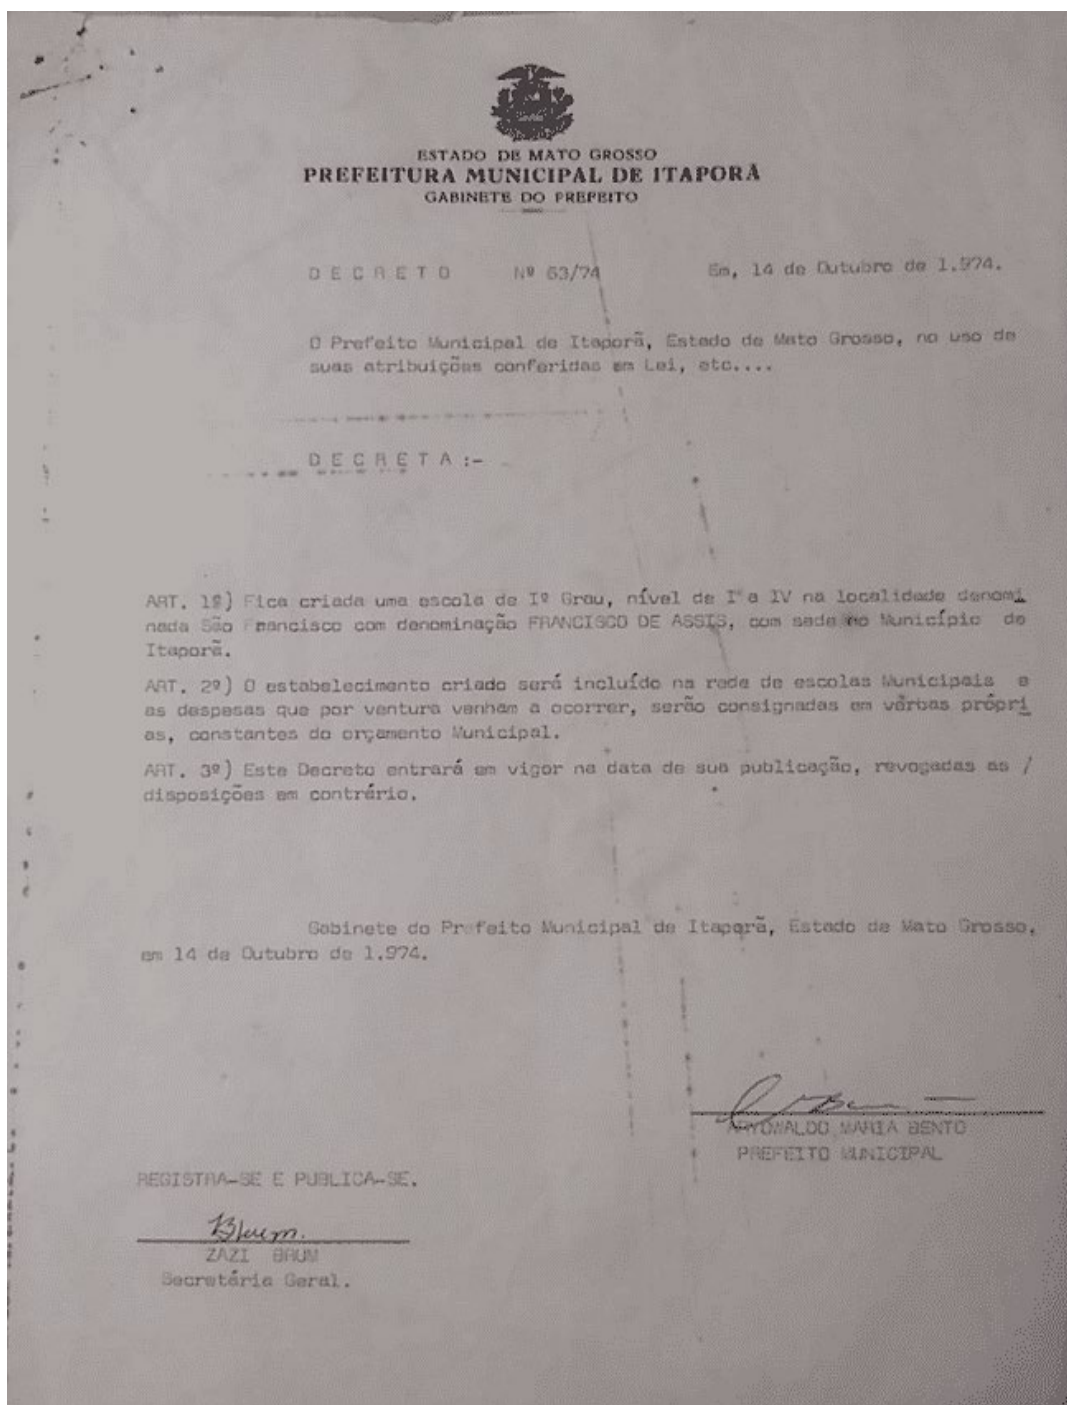 ESTADO DE MATO GROSSO
PREFEITURA MUNICIPAL DE ITAPORÃ
GABINETE DO PREFEITO
DECRETO Nº 63/74 Em, 14 de Outubro de 1.974.
O Prefeito Municipal de Itaporã, Estado de Mato Grosso, no uso de
suas atribuições conferidas em Lei, etc....
DECRETA:-
ART. 1º) Fica criada uma escola de Iº Grau, nível de I a IV na localidade denomi
nada São Francisco com denominação FRANCISCO DE ASSIS, com sede no Município de
Itaporã.
ART. 2º) O estabelecimento criado será incluído na rede de escolas Municipais e
as despesas que por ventura venham a ocorrer, serão consignadas em vârbas própri
as, constantes do orçamento Municipal.
ART. 3º) Este Decreto entrará em vigor na data de sua publicação, revogadas as /
disposições em contrário.
Gabinete do Prefeito Municipal de Itaporã, Estado de Mato Grosso,
em 14 de Outubro de 1.974.
ARYOWALDO MARIA BENTO
PREFEITO MUNICIPAL
REGISTRA-SE E PUBLICA-SE.
BBrum.
ZAZI BRUM
Secretária Geral.